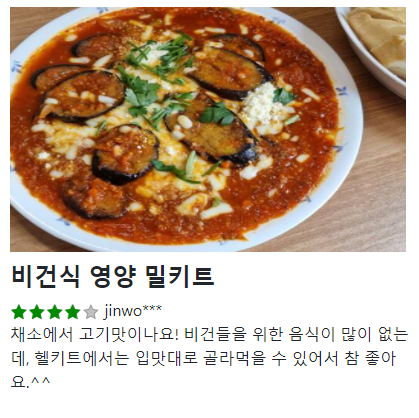 비건식 영양 밀키트
jinwo***
채소에서 고기맛이나요! 비건들을 위한 음식이 많이 없는
데, 헬키트에서는 입맛대로 골라먹을 수 있어서 참 좋아
요.^^